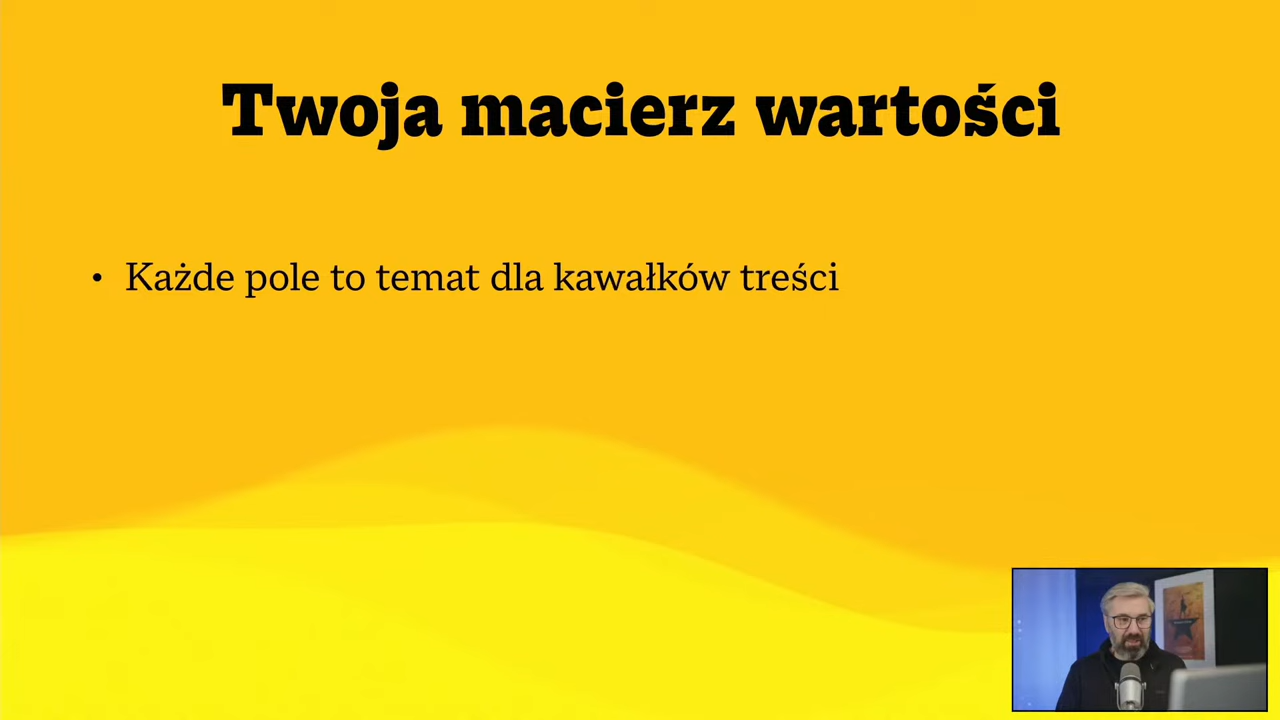 Twoja macierz wartości
• Każde pole to temat dla kawałków treści